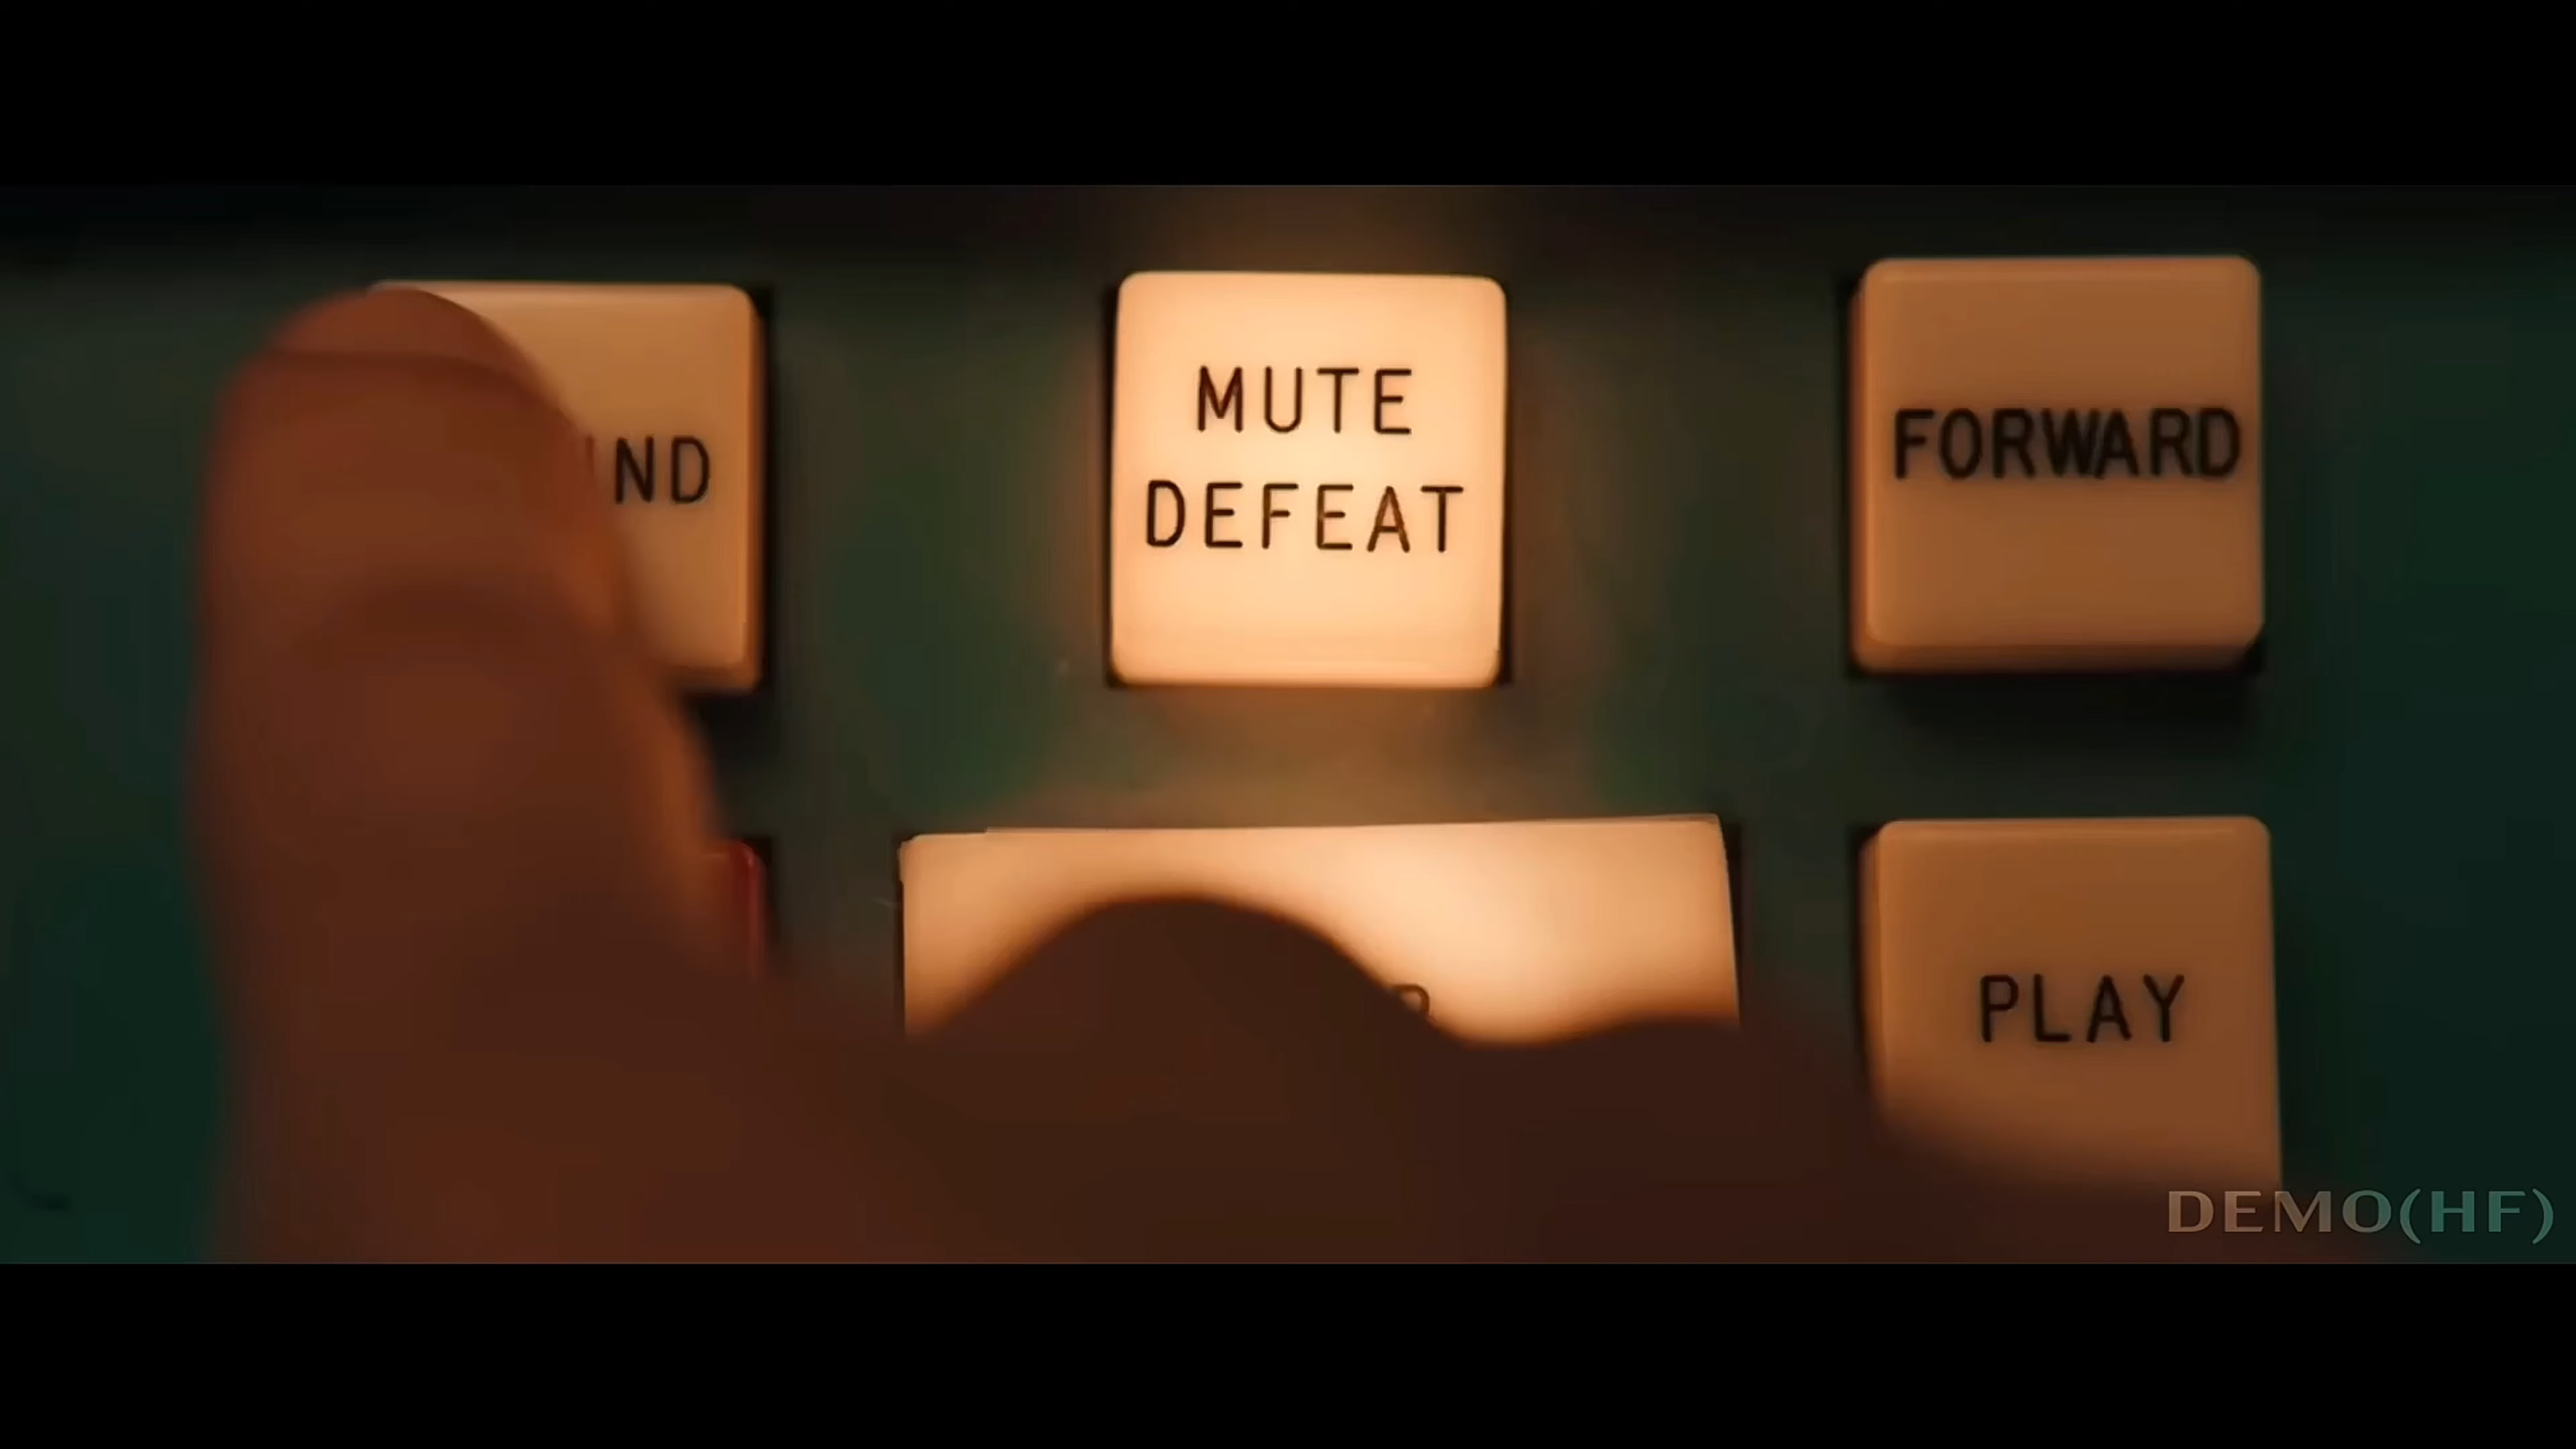 IND
MUTE
DEFEAT
FORWARD
PLAY
DEMO(HF)